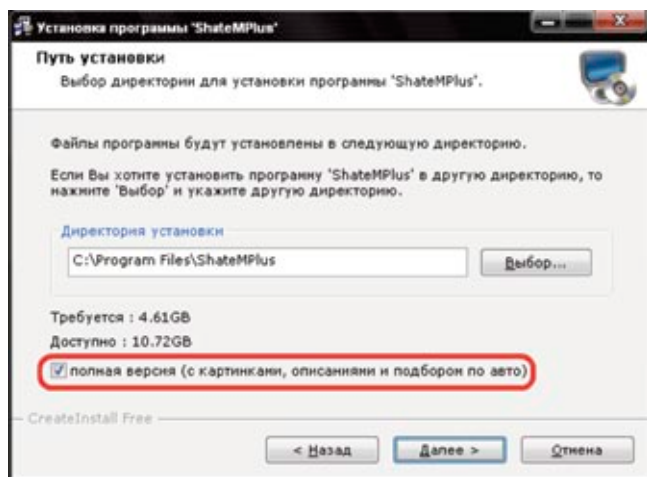 Установка программы 'ShateMPlus'
Путь установки
Выбор директории для установки программы 'ShateMPlus'.
Файлы программы будут установлены в следующую директорию.
Если Вы хотите установить программу 'ShateMPlus' в другую директорию, то
нажмите 'Выбор' и укажите другую директорию.
Директория установки
C:\Program Files\ShateMPlus
Выбор...
Требуется : 4.61GB
Доступно : 10.72GB
полная версия (с картинками, описаниями и подбором по авто)
CreateInstall Free
< Назад
Далее >
Отмена